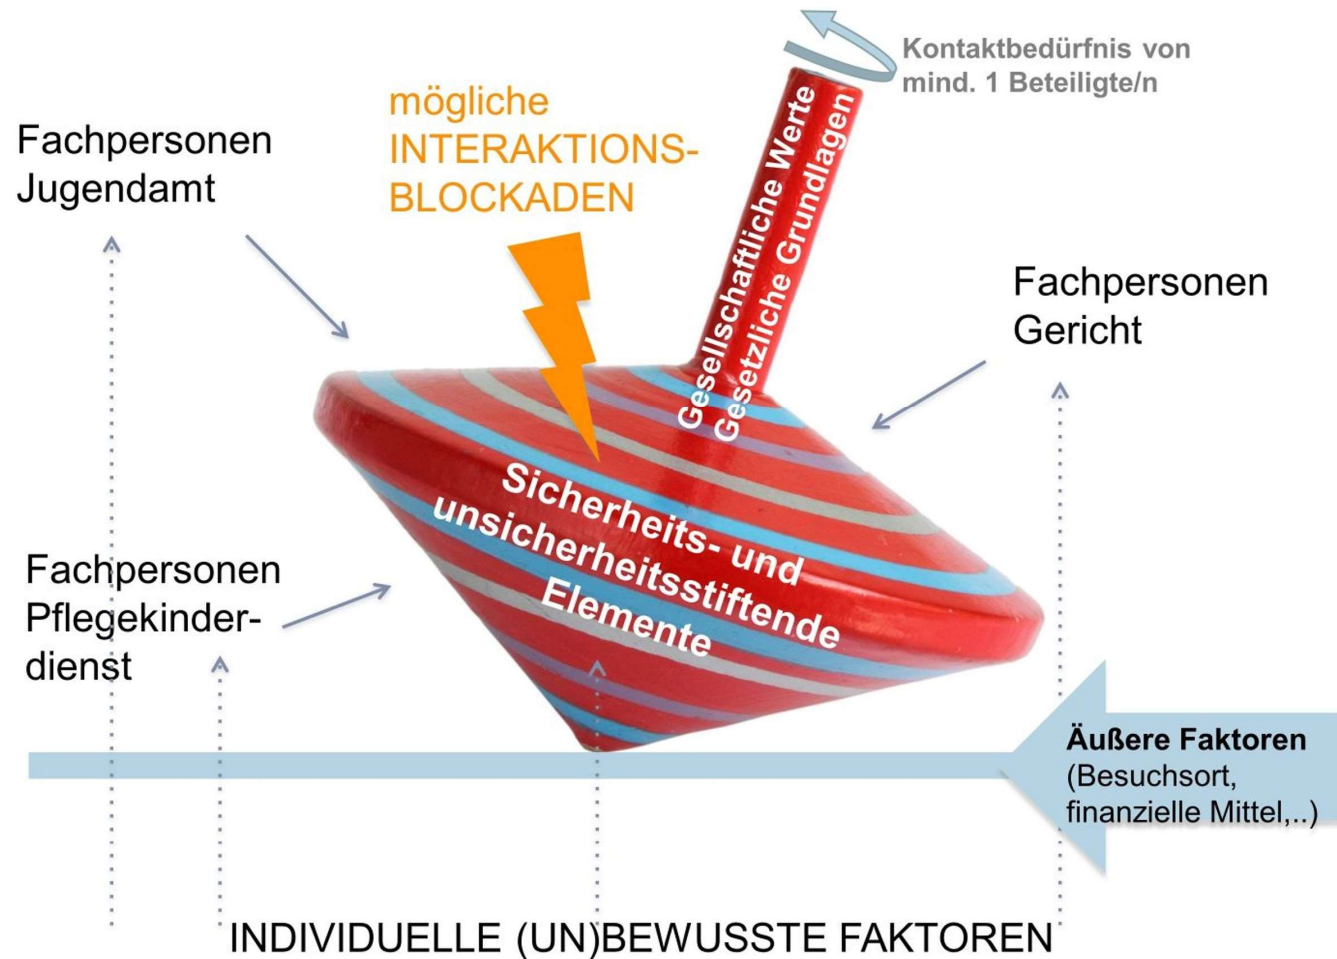 Kontaktbedürfnis von
mind. 1 Beteiligte/n
mögliche
INTERAKTIONS-
BLOCKADEN
Fachpersonen
Jugendamt
Gesellschaftliche Werte
Gesetzliche Grundlagen
Fachpersonen
Gericht
Sicherheits- und
unsicherheitsstiftende
Elemente
Fachpersonen
Pflegekinder-
dienst
Äußere Faktoren
(Besuchsort,
finanzielle Mittel,..)
INDIVIDUELLE (UN)BEWUSSTE FAKTOREN